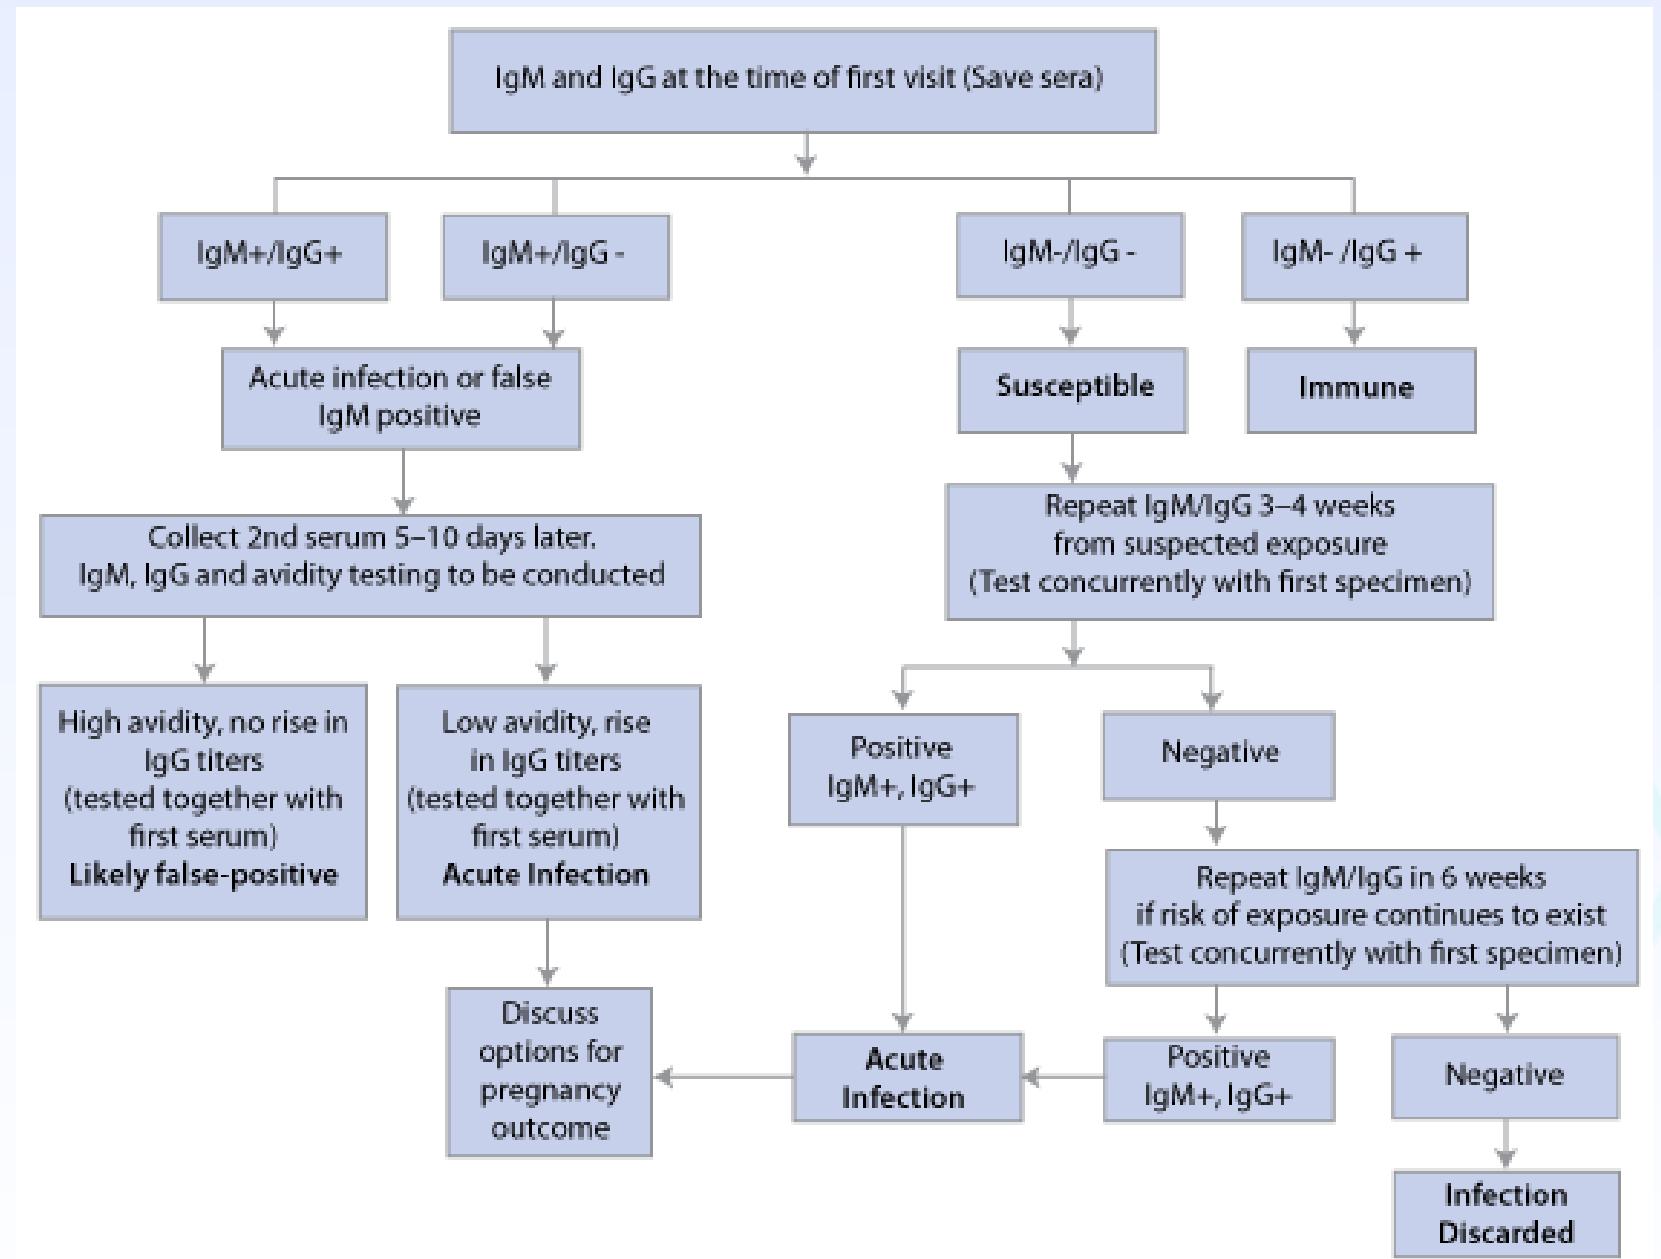 IgM and IgG at the time of first visit (Save sera)
IgM+/IgG+
IgM+/IgG -
IgM-/IgG -
IgM- /IgG +
Acute infection or false
IgM positive
Susceptible
Immune
Collect 2nd serum 5–10 days later.
IgM, IgG and avidity testing to be conducted
Repeat IgM/IgG 3–4 weeks
from suspected exposure
(Test concurrently with first specimen)
High avidity, no rise in
IgG titers
(tested together with
first serum)
Likely false-positive
Low avidity, rise
in IgG titers
(tested together with
first serum)
Acute Infection
Positive
IgM+, IgG+
Negative
Repeat IgM/IgG in 6 weeks
if risk of exposure continues to exist
(Test concurrently with first specimen)
Discuss
options for
pregnancy
outcome
Acute
Infection
Positive
IgM+, IgG+
Negative
Infection
Discarded